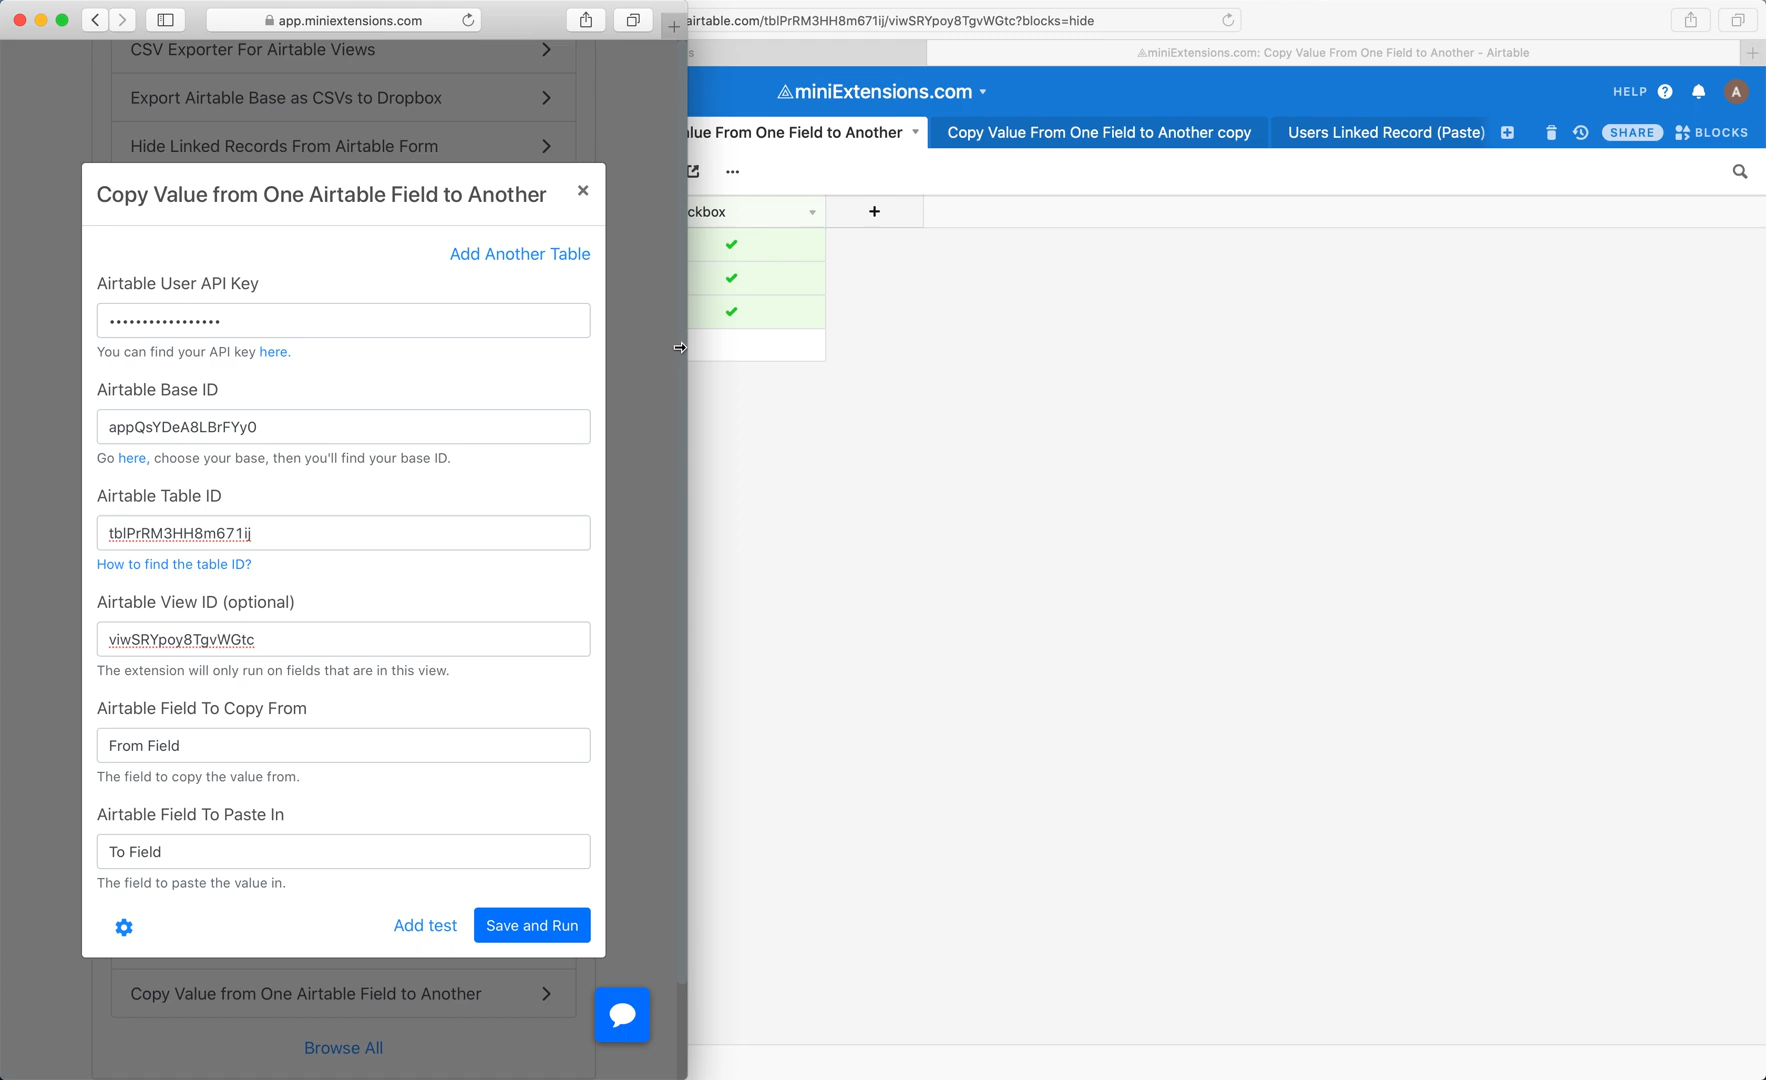 app.miniextensions.com
airtable.com/tblPrRM3HH8m671ij/viwSRYpoy8TgvWGtc?blocks=hide
s
miniExtensions.com: Copy Value From One Field to Another - Airtable
CSV Exporter For Airtable Views
Export Airtable Base as CSVs to Dropbox
Hide Linked Records From Airtable Form
Copy Value from One Airtable Field to Another
×
Add Another Table
Airtable User API Key
•••••••••••••••••
You can find your API key here.
Airtable Base ID
appQsYDeA8LBrFYy0
Go here, choose your base, then you'll find your base ID.
Airtable Table ID
tblPrRM3HH8m671ij
How to find the table ID?
Airtable View ID (optional)
viwSRYpoy8TgvWGtc
The extension will only run on fields that are in this view.
Airtable Field To Copy From
From Field
The field to copy the value from.
Airtable Field To Paste In
To Field
The field to paste the value in.
Add test
Save and Run
Copy Value from One Airtable Field to Another
Browse All
miniExtensions.com
HELP ?
A
lue From One Field to Another
Copy Value From One Field to Another copy
Users Linked Record (Paste)
SHARE
BLOCKS
ckbox
+